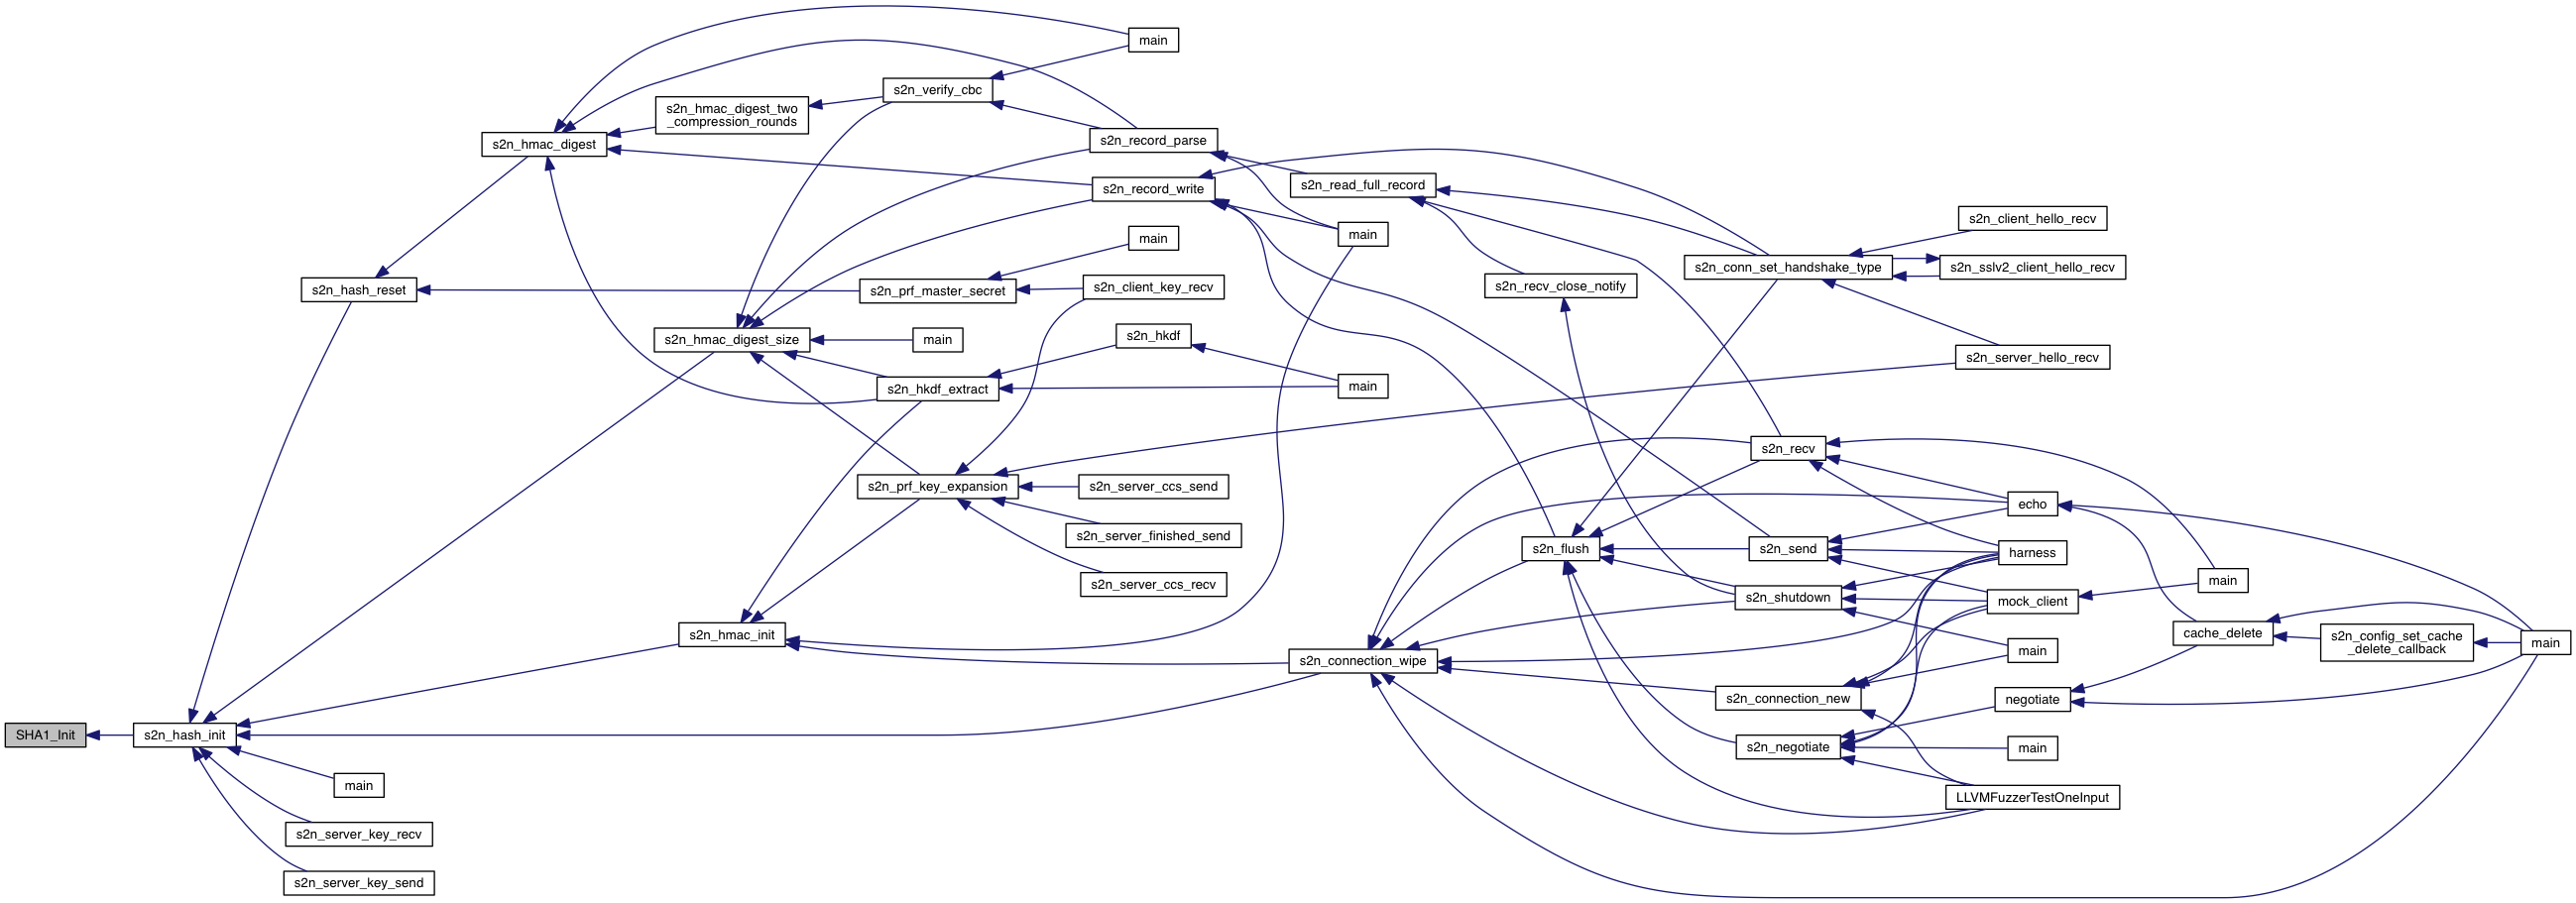 main
s2n_verify_cbc
s2n_hmac_digest_two
_compression_rounds
s2n_hmac_digest
s2n_record_parse
s2n_record_write
s2n_read_full_record
s2n_client_hello_recv
main
main
s2n_conn_set_handshake_type
s2n_sslv2_client_hello_recv
s2n_hash_reset
s2n_prf_master_secret
s2n_client_key_recv
s2n_recv_close_notify
s2n_hmac_digest_size
main
s2n_hkdf
s2n_server_hello_recv
s2n_hkdf_extract
main
s2n_recv
s2n_prf_key_expansion
s2n_server_ccs_send
echo
s2n_server_finished_send
s2n_flush
s2n_send
harness
s2n_server_ccs_recv
main
s2n_shutdown
mock_client
s2n_hmac_init
cache_delete
s2n_config_set_cache
_delete_callback
main
s2n_connection_wipe
main
s2n_connection_new
negotiate
SHA1_Init
s2n_hash_init
s2n_negotiate
main
main
LLVMFuzzerTestOneInput
s2n_server_key_recv
s2n_server_key_send